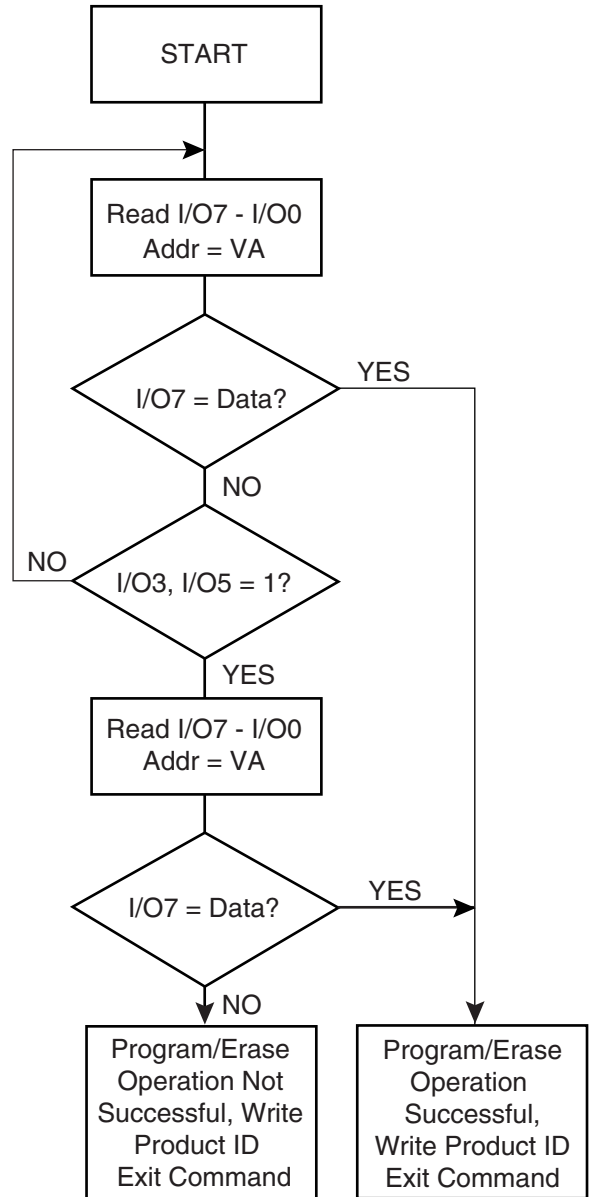 START
Read I/O7 - I/O0
Addr = VA
I/O7 = Data?
YES
NO
NO
I/O3, I/O5 = 1?
YES
Read I/O7 - I/O0
Addr = VA
I/O7 = Data?
YES
NO
Program/Erase
Operation Not
Successful, Write
Product ID
Exit Command
Program/Erase
Operation
Successful,
Write Product ID
Exit Command